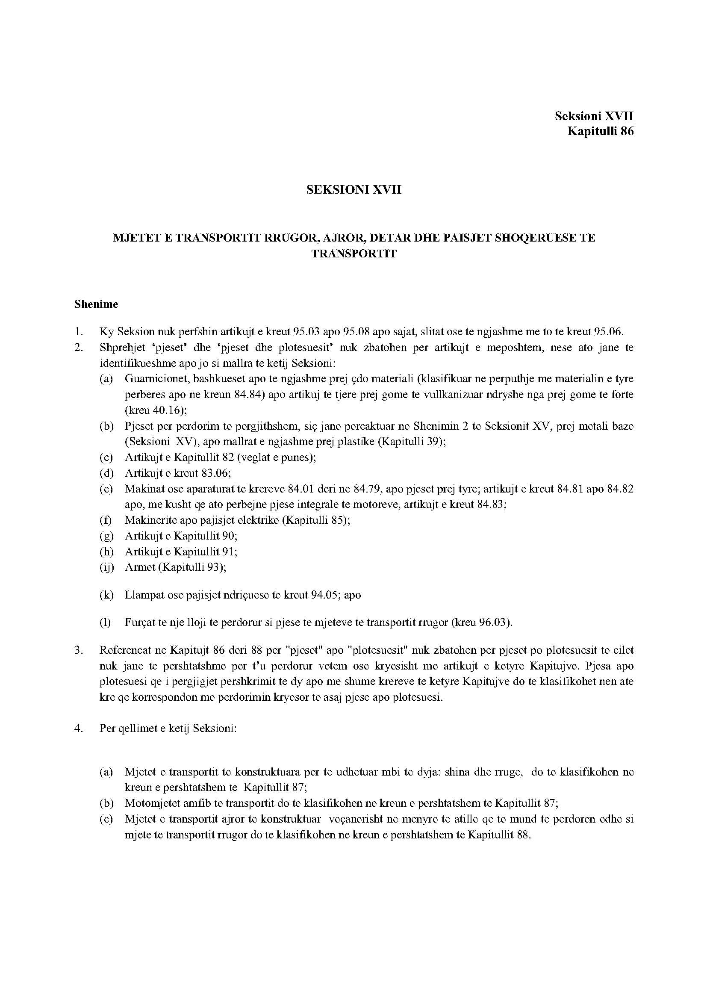 Seksioni XVII
Kapitulli 86
SEKSIONI XVII
MJETET E TRANSPORTIT RRUGOR, AJROR, DETAR DHE PAISJET SHOQERUESE TE
TRANSPORTIT
Shenime
1. Ky Seksion nuk perfshin artikujt e kreut 95.03 apo 95.08 apo sajat, slitat ose te ngjashme me to te kreut 95.06.
2. Shprehjet ‘pjeset’ dhe ‘pjeset dhe plotesuesit’ nuk zbatohen per artikujt e meposhtem, nese ato jane te
identifikueshme apo jo si mallra te ketij Seksioni:
(a) Guarnicionet, bashkueset apo te ngjashme prej çdo materiali (klasifikuar ne perputhje me materialin e tyre
perberes apo ne kreun 84.84) apo artikuj te tjere prej gome te vullkanizuar ndryshe nga prej gome te forte
(kreu 40.16);
(b) Pjeset per perdorim te pergjithshem, siç jane percaktuar ne Shenimin 2 te Seksionit XV, prej metali baze
(Seksioni XV), apo mallrat e ngjashme prej plastike (Kapitulli 39);
(c) Artikujt e Kapitullit 82 (veglat e punes);
(d) Artikujt e kreut 83.06;
(e) Makinat ose aparaturat te krereve 84.01 deri ne 84.79, apo pjeset prej tyre; artikujt e kreut 84.81 apo 84.82
apo, me kusht qe ato perbejne pjese integrale te motoreve, artikujt e kreut 84.83;
(f) Makinerite apo pajisjet elektrike (Kapitulli 85);
(g) Artikujt e Kapitullit 90;
(h) Artikujt e Kapitullit 91;
(ij) Armet (Kapitulli 93);
(k) Llampat ose pajisjet ndriçuese te kreut 94.05; apo
(l) Furçat te nje lloji te perdorur si pjese te mjeteve te transportit rrugor (kreu 96.03).
3. Referencat ne Kapitujt 86 deri 88 per "pjeset" apo "plotesuesit" nuk zbatohen per pjeset po plotesuesit te cilet
nuk jane te pershtatshme per t’u perdorur vetem ose kryesisht me artikujt e ketyre Kapitujve. Pjesa apo
plotesuesi qe i pergjigjet pershkrimit te dy apo me shume krereve te ketyre Kapitujve do te klasifikohet nen ate
kre qe korrespondon me perdorimin kryesor te asaj pjese apo plotesuesi.
4. Per qellimet e ketij Seksioni:
(a) Mjetet e transportit te konstruktuara per te udhetuar mbi te dyja: shina dhe rruge, do te klasifikohen ne
kreun e pershtatshem te Kapitullit 87;
(b) Motomjetet amfib te transportit do te klasifikohen ne kreun e pershtatshem te Kapitullit 87;
(c) Mjetet e transportit ajror te konstruktuar veçanerisht ne menyre te atille qe te mund te perdoren edhe si
mjete te transportit rrugor do te klasifikohen ne kreun e pershtatshem te Kapitullit 88.